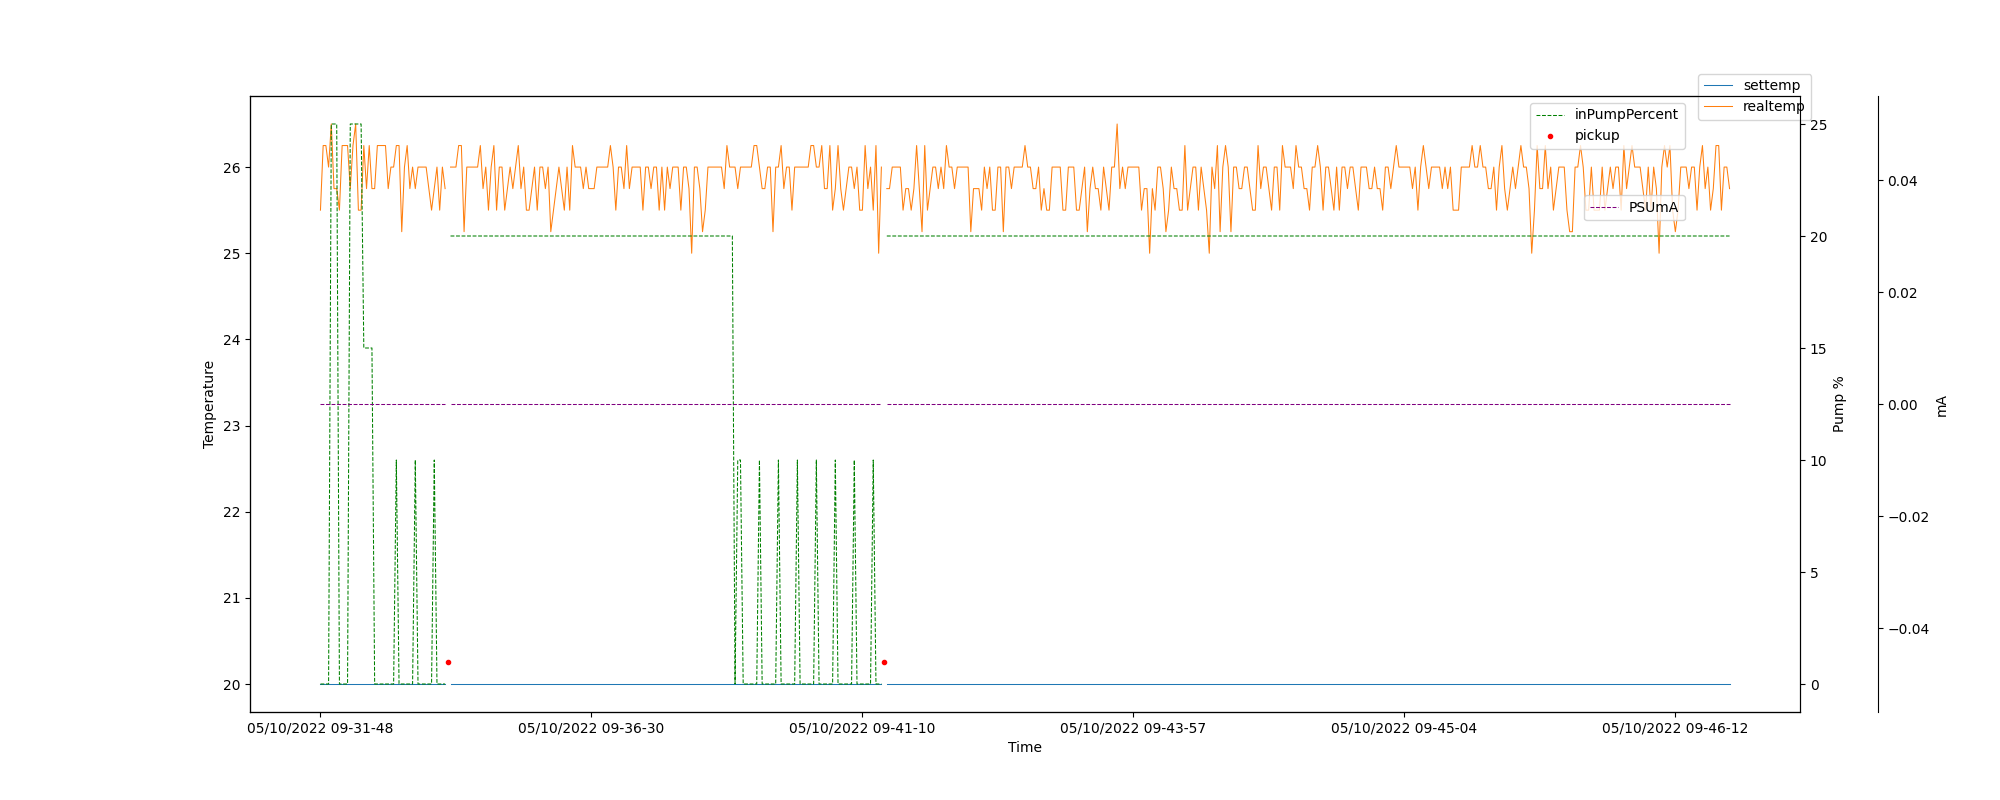 settemp
realtemp
inPumpPercent
pickup
PSUmA
26
25
24
23
22
21
20
Temperature
25
20
15
10
5
0
Pump %
0.04
0.02
0.00
−0.02
−0.04
mA
05/10/2022 09-31-48
05/10/2022 09-36-30
05/10/2022 09-41-10
05/10/2022 09-43-57
05/10/2022 09-45-04
05/10/2022 09-46-12
Time